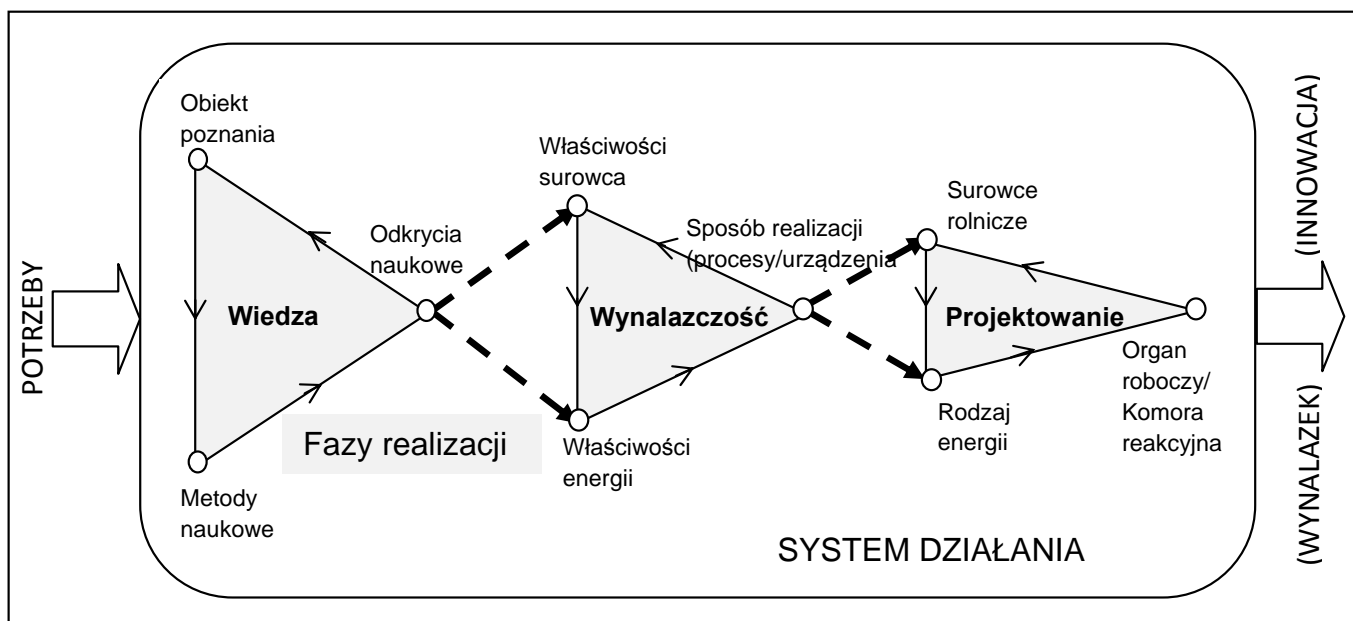 POTRZEBY
Obiekt
poznania
Odkrycia
naukowe
Wiedza
Metody
naukowe
Fazy realizacji
Właściwości
surowca
Sposób realizacji
(procesy/urządzenia
Wynalazczość
Właściwości
energii
Surowce
rolnicze
Projektowanie
Rodzaj
energii
Organ
roboczy/
Komora
reakcyjna
SYSTEM DZIAŁANIA
(INNOWACJA)
(WYNALAZEK)